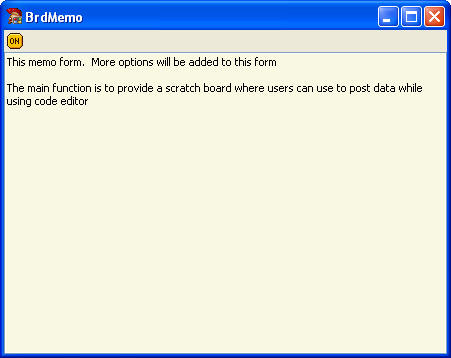 BrdMemo
ON
This memo form.  More options will be added to this form
The main function is to provide a scratch board where users can use to post data while
using code editor